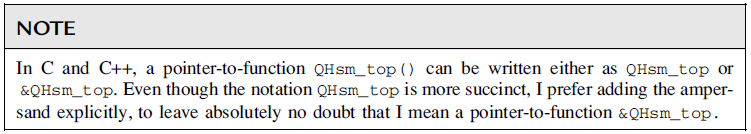 NOTE
In C and C++, a pointer-to-function QHsm_top() can be written either as QHsm_top or
&QHsm_top. Even though the notation QHsm_top is more succinct, I prefer adding the amper-
sand explicitly, to leave absolutely no doubt that I mean a pointer-to-function &QHsm_top.